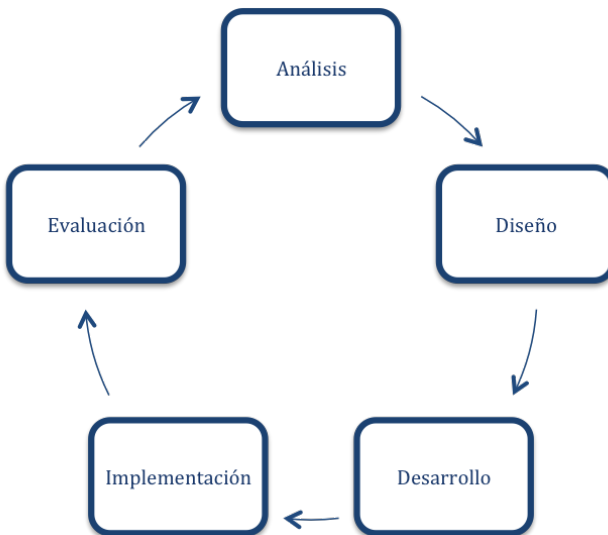 Análisis
Diseño
Desarrollo
Implementación
Evaluación